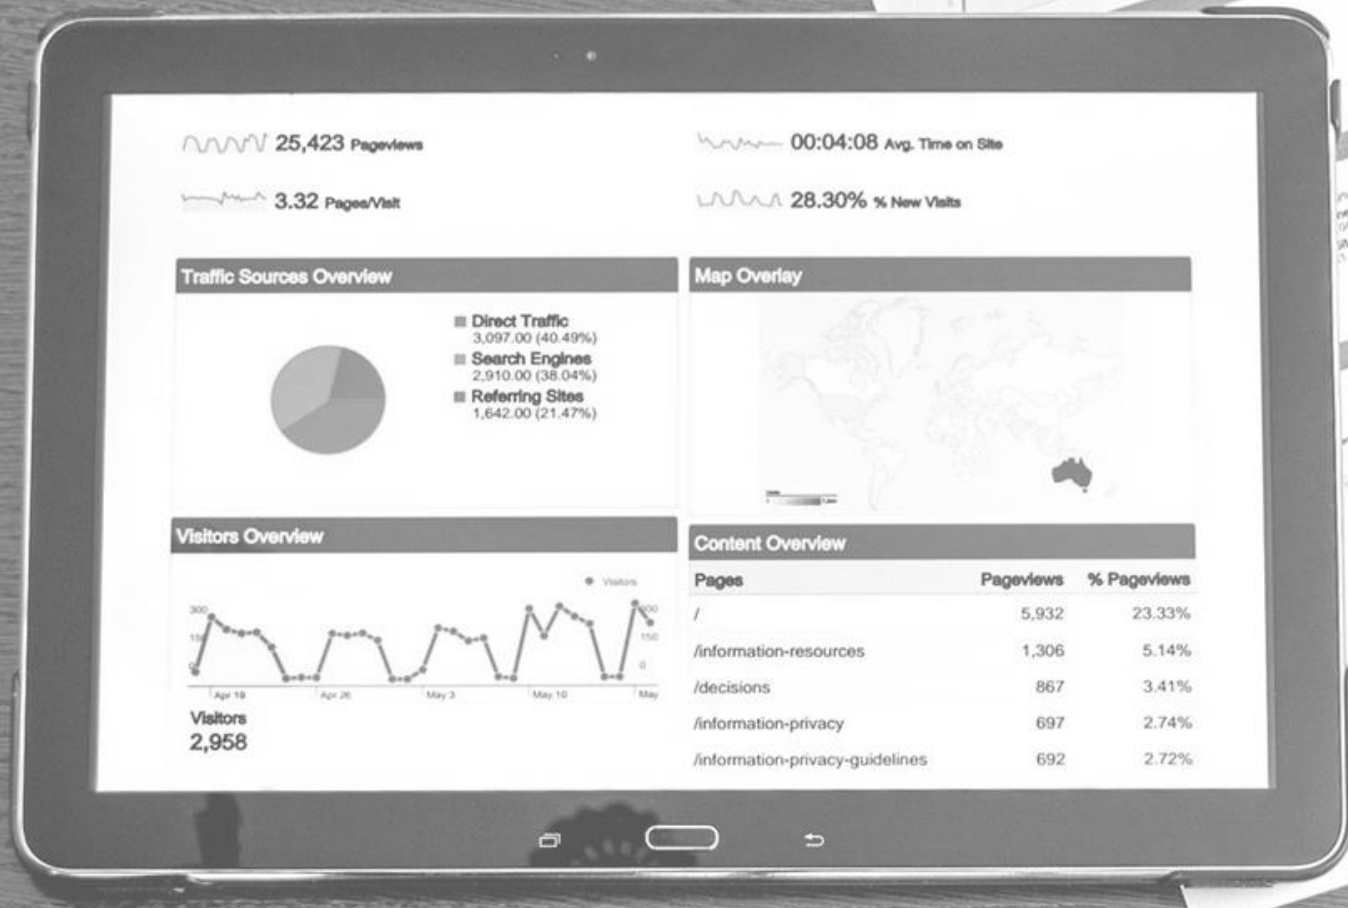 25,423 Pageviews
00:04:08 Avg. Time on Site
3.32 Pages/Visit
28.30% % New Visits
Traffic Sources Overview
Direct Traffic
3,097.00 (40.49%)
Search Engines
2,910.00 (38.04%)
Referring Sites
1,642.00 (21.47%)
Map Overlay
Visitors Overview
Visitors
300
150
0
300
150
0
Apr 19 Apr 26 May 3 May 10 May
Visitors
2,958
Content Overview
Pages Pageviews % Pageviews
/ 5,932 23.33%
/information-resources 1,306 5.14%
/decisions 867 3.41%
/information-privacy 697 2.74%
/information-privacy-guidelines 692 2.72%